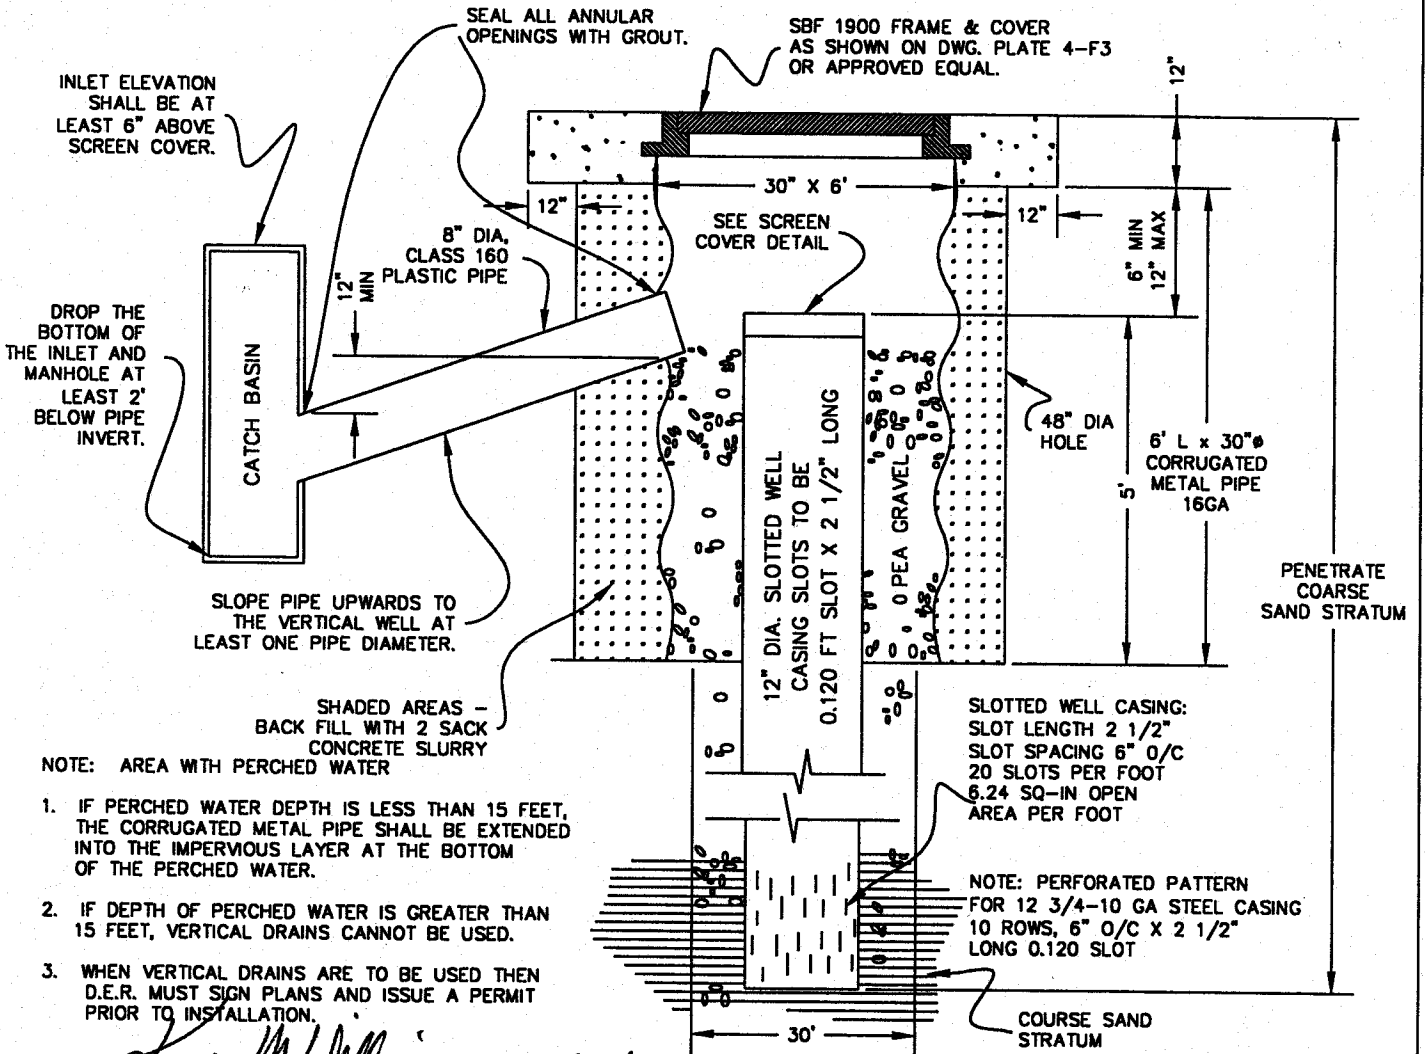 SEAL ALL ANNULAR
OPENINGS WITH GROUT.
SBF 1900 FRAME & COVER
AS SHOWN ON DWG. PLATE 4-F3
OR APPROVED EQUAL.
INLET ELEVATION
SHALL BE AT
LEAST 6" ABOVE
SCREEN COVER.
12"
30" X 6'
12"
12"
SEE SCREEN
COVER DETAIL
8" DIA,
CLASS 160
PLASTIC PIPE
12"
MIN
6" MIN
12" MAX
DROP THE
BOTTOM OF
THE INLET AND
MANHOLE AT
LEAST 2'
BELOW PIPE
INVERT.
CATCH BASIN
12" DIA. SLOTTED WELL
CASING SLOTS TO BE
0.120 FT SLOT X 2 1/2" LONG
PEA GRAVEL
48" DIA
HOLE
5'
6' L x 30"ø
CORRUGATED
METAL PIPE
16GA
PENETRATE
COARSE
SAND STRATUM
SLOPE PIPE UPWARDS TO
THE VERTICAL WELL AT
LEAST ONE PIPE DIAMETER.
SHADED AREAS -
BACK FILL WITH 2 SACK
CONCRETE SLURRY
SLOTTED WELL CASING:
SLOT LENGTH 2 1/2"
SLOT SPACING 6" O/C
20 SLOTS PER FOOT
6.24 SQ-IN OPEN
AREA PER FOOT
NOTE: AREA WITH PERCHED WATER
1. IF PERCHED WATER DEPTH IS LESS THAN 15 FEET,
THE CORRUGATED METAL PIPE SHALL BE EXTENDED
INTO THE IMPERVIOUS LAYER AT THE BOTTOM
OF THE PERCHED WATER.
2. IF DEPTH OF PERCHED WATER IS GREATER THAN
15 FEET, VERTICAL DRAINS CANNOT BE USED.
3. WHEN VERTICAL DRAINS ARE TO BE USED THEN
D.E.R. MUST SIGN PLANS AND ISSUE A PERMIT
PRIOR TO INSTALLATION.
NOTE: PERFORATED PATTERN
FOR 12 3/4-10 GA STEEL CASING
10 ROWS, 6" O/C X 2 1/2"
LONG 0.120 SLOT
30'
COURSE SAND
STRATUM